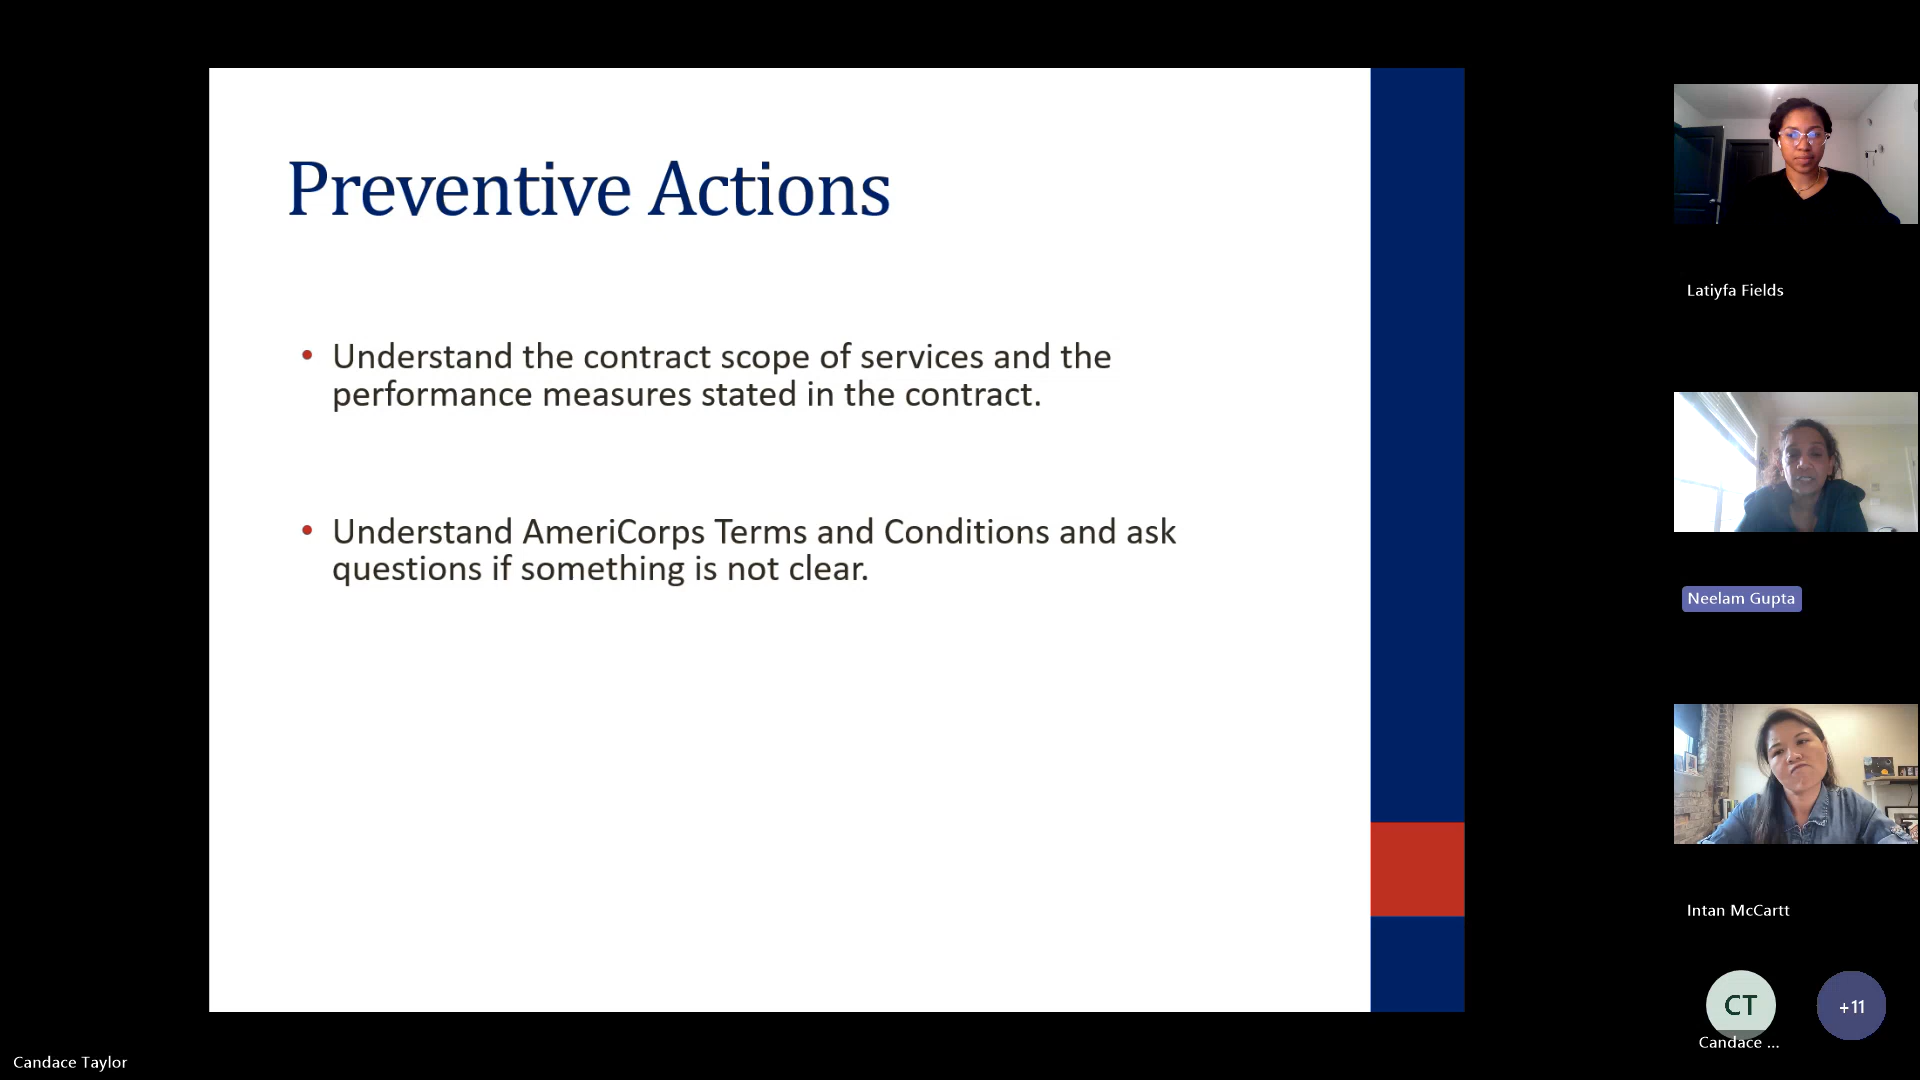 Preventive Actions
• Understand the contract scope of services and the
performance measures stated in the contract.
• Understand AmeriCorps Terms and Conditions and ask
questions if something is not clear.
Latiyfa Fields
Neelam Gupta
Intan McCartt
CT
+11
Candace ...
Candace Taylor